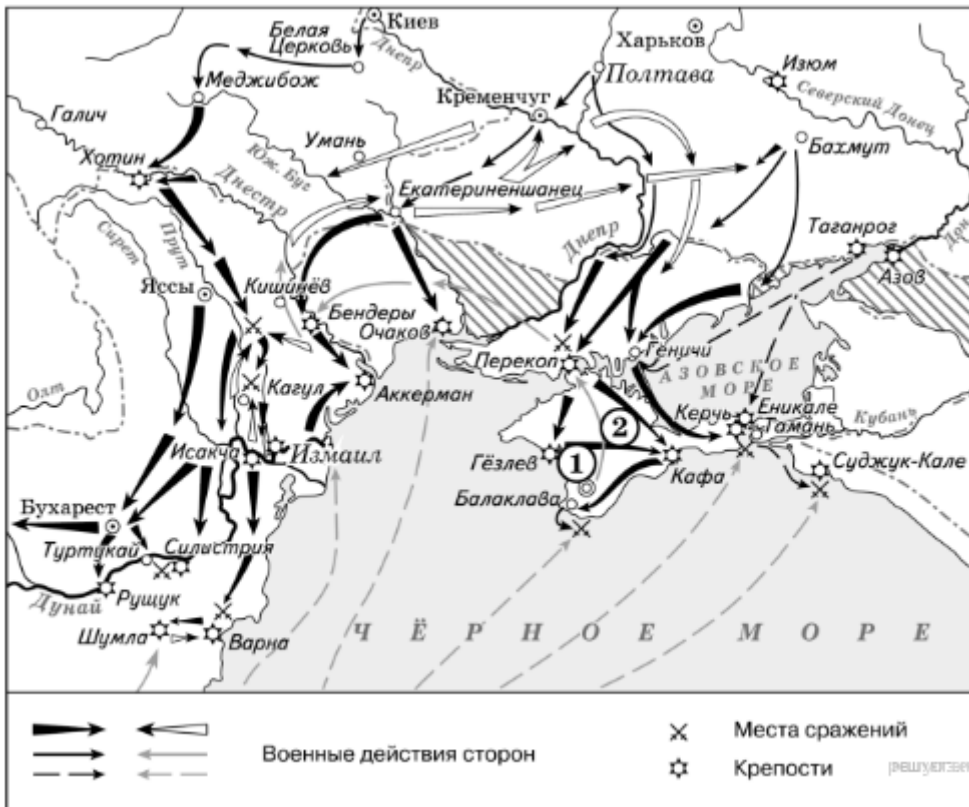 Киев
Белая
Церковь
Днепр
Харьков
Изюм
Полтава
Северский Донец
Меджибож
Кременчуг
Галич
Умань
Бахмут
Юж. Буг
Хотин
Днестр
Екатериненшанец
Таганрог
Дон
Сирет
Прут
Днепр
Азов
Кишинёв
Яссы
Бендеры
Очаков
Перекоп
Геничи
АЗОВСКОЕ
МОРЕ
Олт
Кагул
Аккерман
Керчь
Еникале
Тамань
Кубань
2
Исакча
Измаил
Гёзлев
1
Кафа
Суджук-Кале
Бухарест
Балаклава
Туртукай
Силистрия
Дунай
Рущук
Шумла
Варна
ЧЁРНОЕ МОРЕ
Военные действия сторон
Места сражений
Крепости